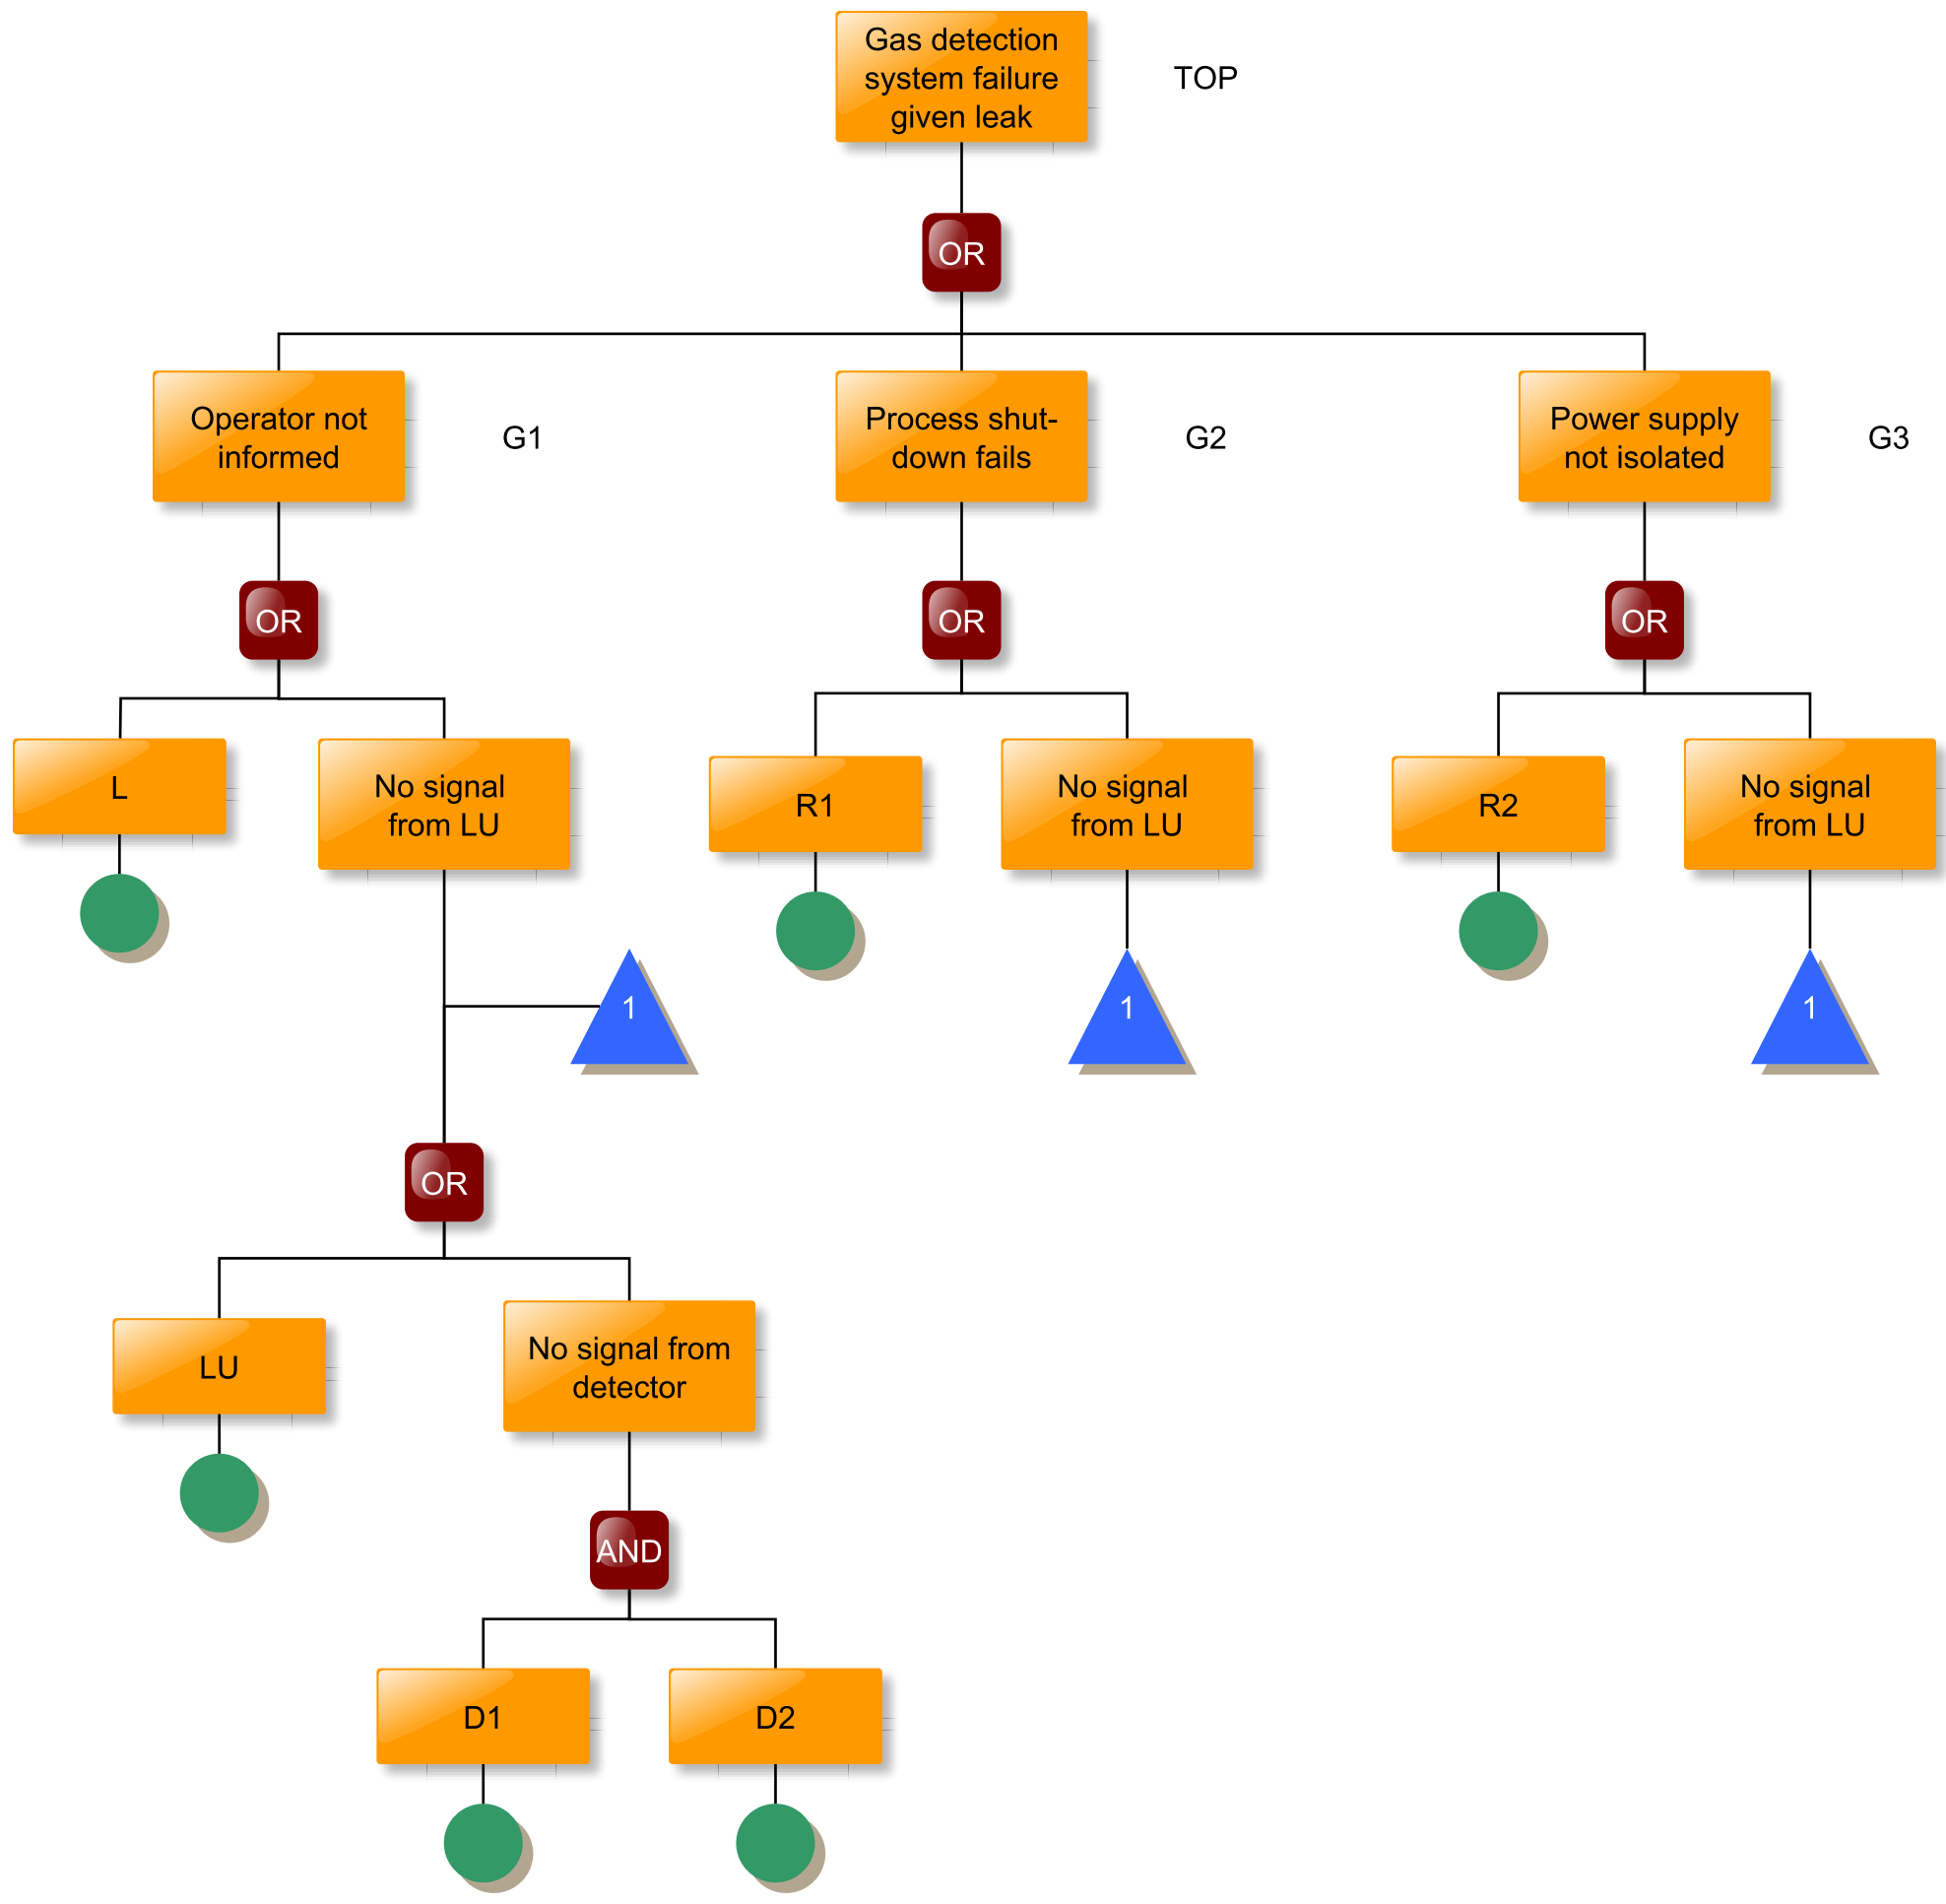 Gas detection
system failure
given leak
TOP
OR
Operator not
informed
G1
Process shut-
down fails
G2
Power supply
not isolated
G3
OR
OR
OR
L
No signal
from LU
R1
No signal
from LU
R2
No signal
from LU
1
1
1
OR
LU
No signal from
detector
AND
D1
D2